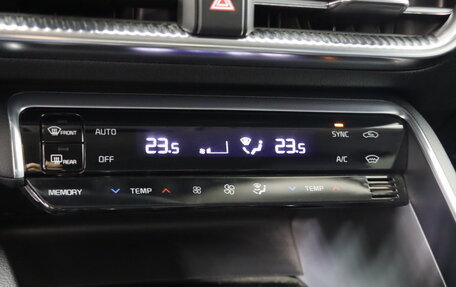 FRONT
AUTO
23.5
23.5
SYNC
REAR
OFF
A/C
MEMORY
TEMP
TEMP